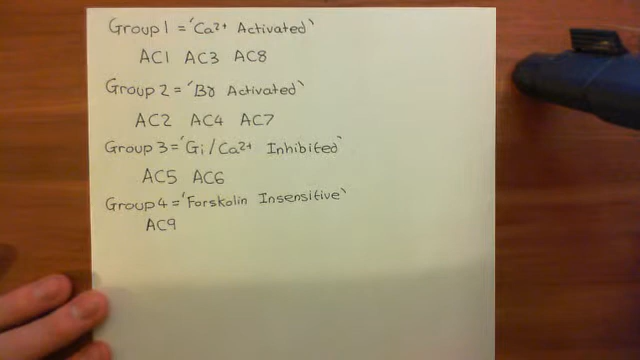 Group 1 = 'Ca²⁺ Activated'
AC1 AC3 AC8
Group 2 = 'Bγ Activated'
AC2 AC4 AC7
Group 3 = 'Gi/Ca²⁺ Inhibited'
AC5 AC6
Group 4 = 'Forskolin Insensitive'
AC9